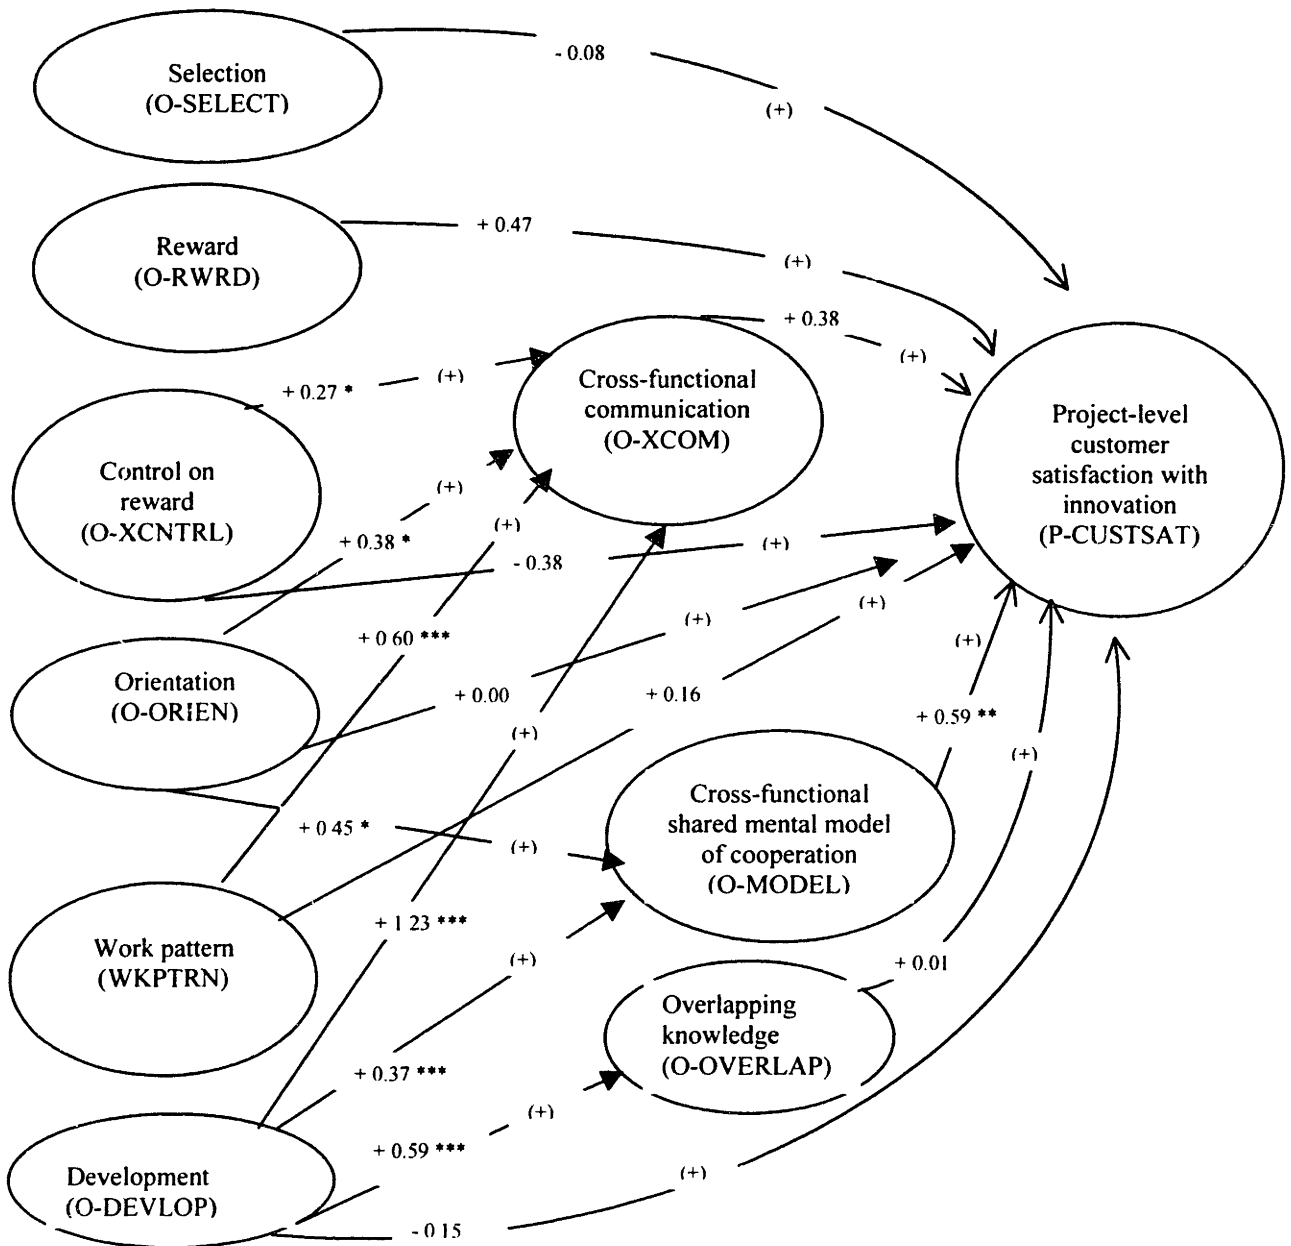 Selection
(O-SELECT)
- 0.08
(+)
Reward
(O-RWRD)
+ 0.47
(+)
+ 0.38
(+)
Cross-functional
communication
(O-XCOM)
Project-level
customer
satisfaction with
innovation
(P-CUSTSAT)
+ 0.27 *
(+)
Control on
reward
(O-XCNTRL)
(+)
+ 0.38 *
(+)
- 0.38
(+)
(+)
+ 0 60 ***
(+)
(+)
Orientation
(O-ORIEN)
+ 0.00
+ 0.16
(+)
+ 0.59 **
(+)
+ 0 45 *
(+)
Cross-functional
shared mental model
of cooperation
(O-MODEL)
Work pattern
(WKPTRN)
+ 1 23 ***
(+)
+ 0.01
Overlapping
knowledge
(O-OVERLAP)
+ 0.37 ***
(+)
+ 0.59 ***
Development
(O-DEVLOP)
(+)
- 0 15